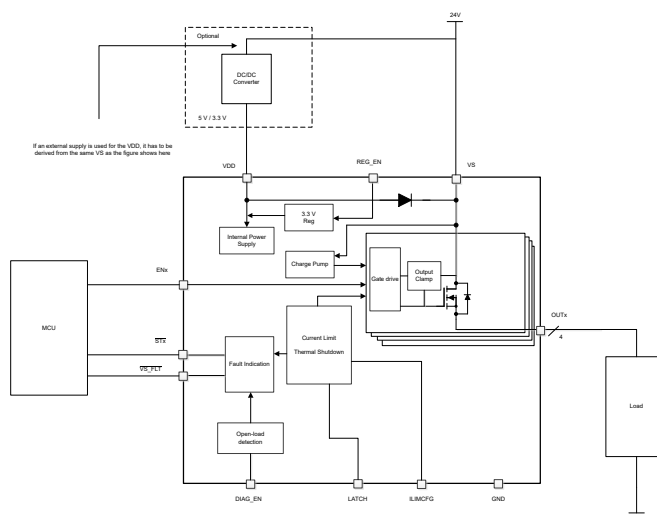 24V
Optional
DC/DC
Converter
5 V / 3.3 V
If an external supply is used for the VDD, it has to be
derived from the same VS as the figure shows here
VDD
REG_EN
VS
3.3 V
Reg
Internal Power
Supply
Charge Pump
Gate drive
Output
Clamp
ENx
MCU
OUTx
4
Current Limit
Thermal Shutdown
STx
Fault Indication
VS_FLT
Load
Open-load
detection
DIAG_EN
LATCH
ILIMCFG
GND